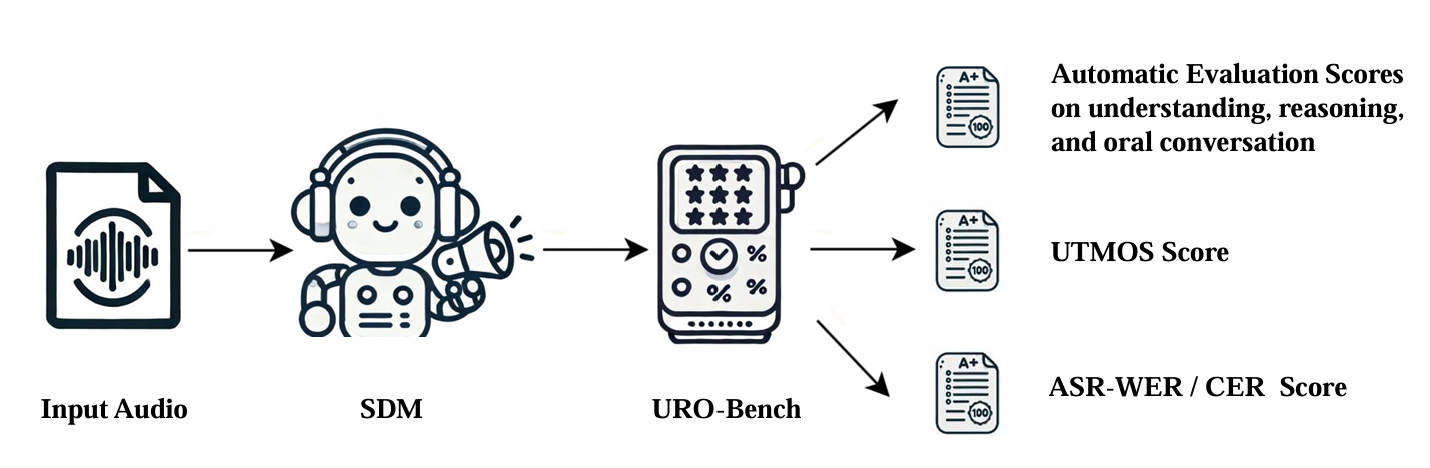 Input Audio
SDM
URO-Bench
%
%
%
A+
100
Automatic Evaluation Scores
on understanding, reasoning,
and oral conversation
A+
100
UTMOS Score
A+
100
ASR-WER / CER Score